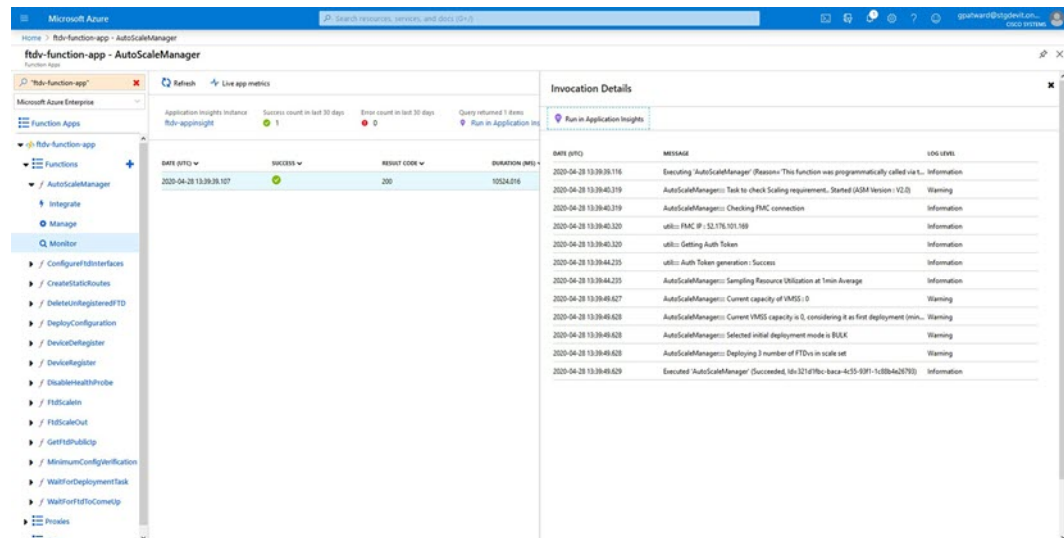 Microsoft Azure
Search resources, services, and docs (G+/)
gpatward@stgdevit.on...
CISCO SYSTEMS
Home > ftdv-function-app - AutoScaleManager
ftdv-function-app - AutoScaleManager
Function Apps
"ftdv-function-app"
Microsoft Azure Enterprise
Function Apps
ftdv-function-app
Functions
AutoScaleManager
Integrate
Manage
Monitor
ConfigureFtdInterfaces
CreateStaticRoutes
DeleteUnRegisteredFTD
DeployConfiguration
DeviceDeRegister
DeviceRegister
DisableHealthProbe
FtdScaleIn
FtdScaleOut
GetFtdPublicIp
MinimumConfigVerification
WaitForDeploymentTask
WaitForFtdToComeUp
Proxies
Refresh Live app metrics
Application Insights Instance Success count in last 30 days Error count in last 30 days Query returned 1 items
ftdv-appinsight 1 0 Run in Application Ins
DATE (UTC) SUCCESS RESULT CODE DURATION (MS)
2020-04-28 13:39:39.107 200 10524.016
Invocation Details
Run in Application Insights
DATE (UTC) MESSAGE LOG LEVEL
2020-04-28 13:39:39.116 Executing 'AutoScaleManager' (Reason='This function was programmatically called via t... Information
2020-04-28 13:39:40.319 AutoScaleManager::: Task to check Scaling requirement.. Started (ASM Version : V2.0) Warning
2020-04-28 13:39:40.319 AutoScaleManager::: Checking FMC connection Information
2020-04-28 13:39:40.320 util::: FMC IP : 52.176.101.169 Information
2020-04-28 13:39:40.320 util::: Getting Auth Token Information
2020-04-28 13:39:44.235 util::: Auth Token generation : Success Information
2020-04-28 13:39:44.235 AutoScaleManager::: Sampling Resource Utilization at 1min Average Information
2020-04-28 13:39:49.627 AutoScaleManager::: Current capacity of VMSS : 0 Warning
2020-04-28 13:39:49.628 AutoScaleManager::: Current VMSS capacity is 0, considering it as first deployment (min... Warning
2020-04-28 13:39:49.628 AutoScaleManager::: Selected initial deployment mode is BULK Warning
2020-04-28 13:39:49.628 AutoScaleManager::: Deploying 3 number of FTDvs in scale set Warning
2020-04-28 13:39:49.629 Executed 'AutoScaleManager' (Succeeded, Id=321d1fbc-baca-4c55-93f1-1c88b4e26793) Information